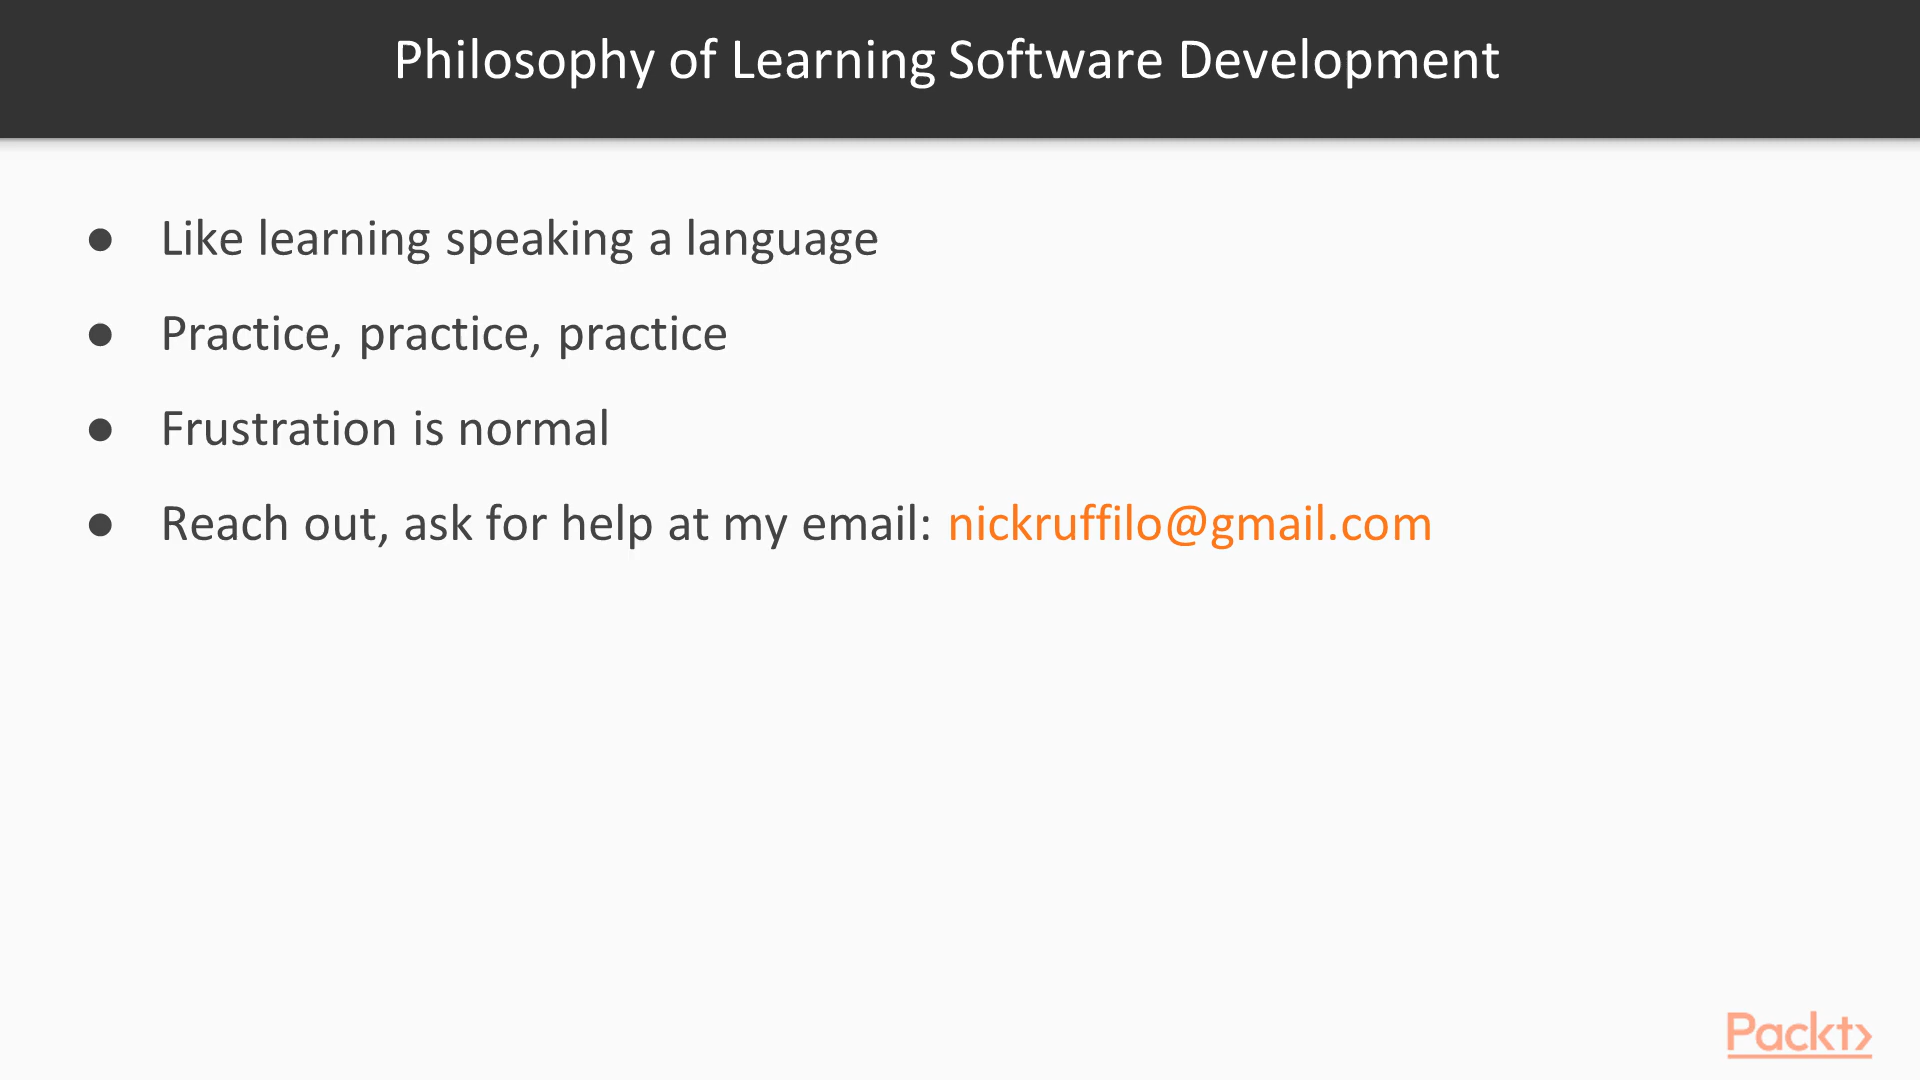 Philosophy of Learning Software Development
● Like learning speaking a language
● Practice, practice, practice
● Frustration is normal
● Reach out, ask for help at my email: nickruffilo@gmail.com
Packt>